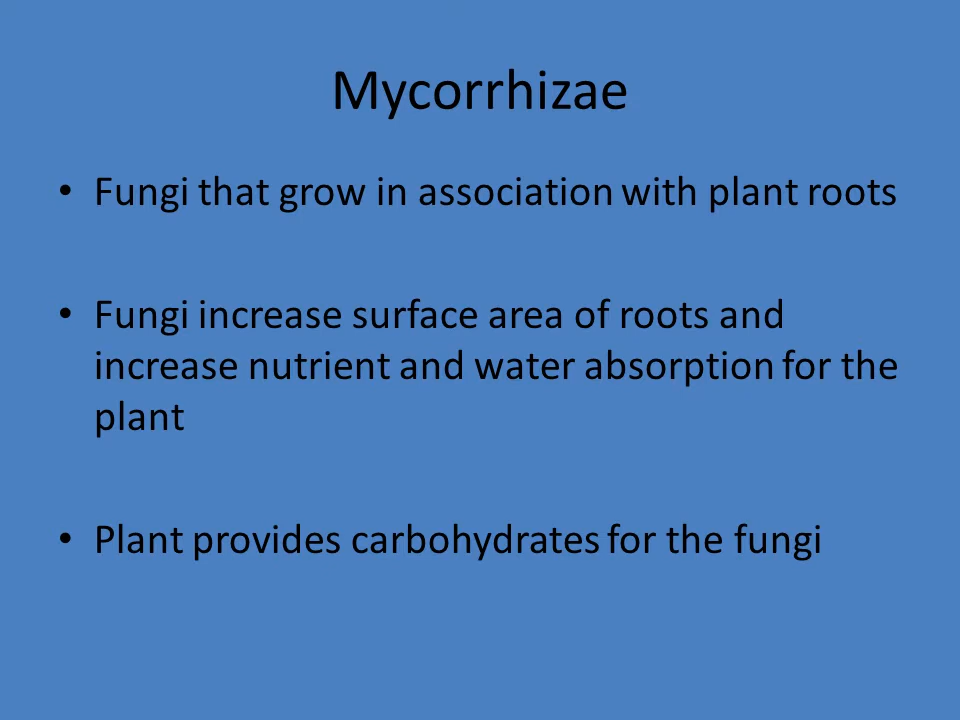 Mycorrhizae
• Fungi that grow in association with plant roots
• Fungi increase surface area of roots and
increase nutrient and water absorption for the
plant
• Plant provides carbohydrates for the fungi